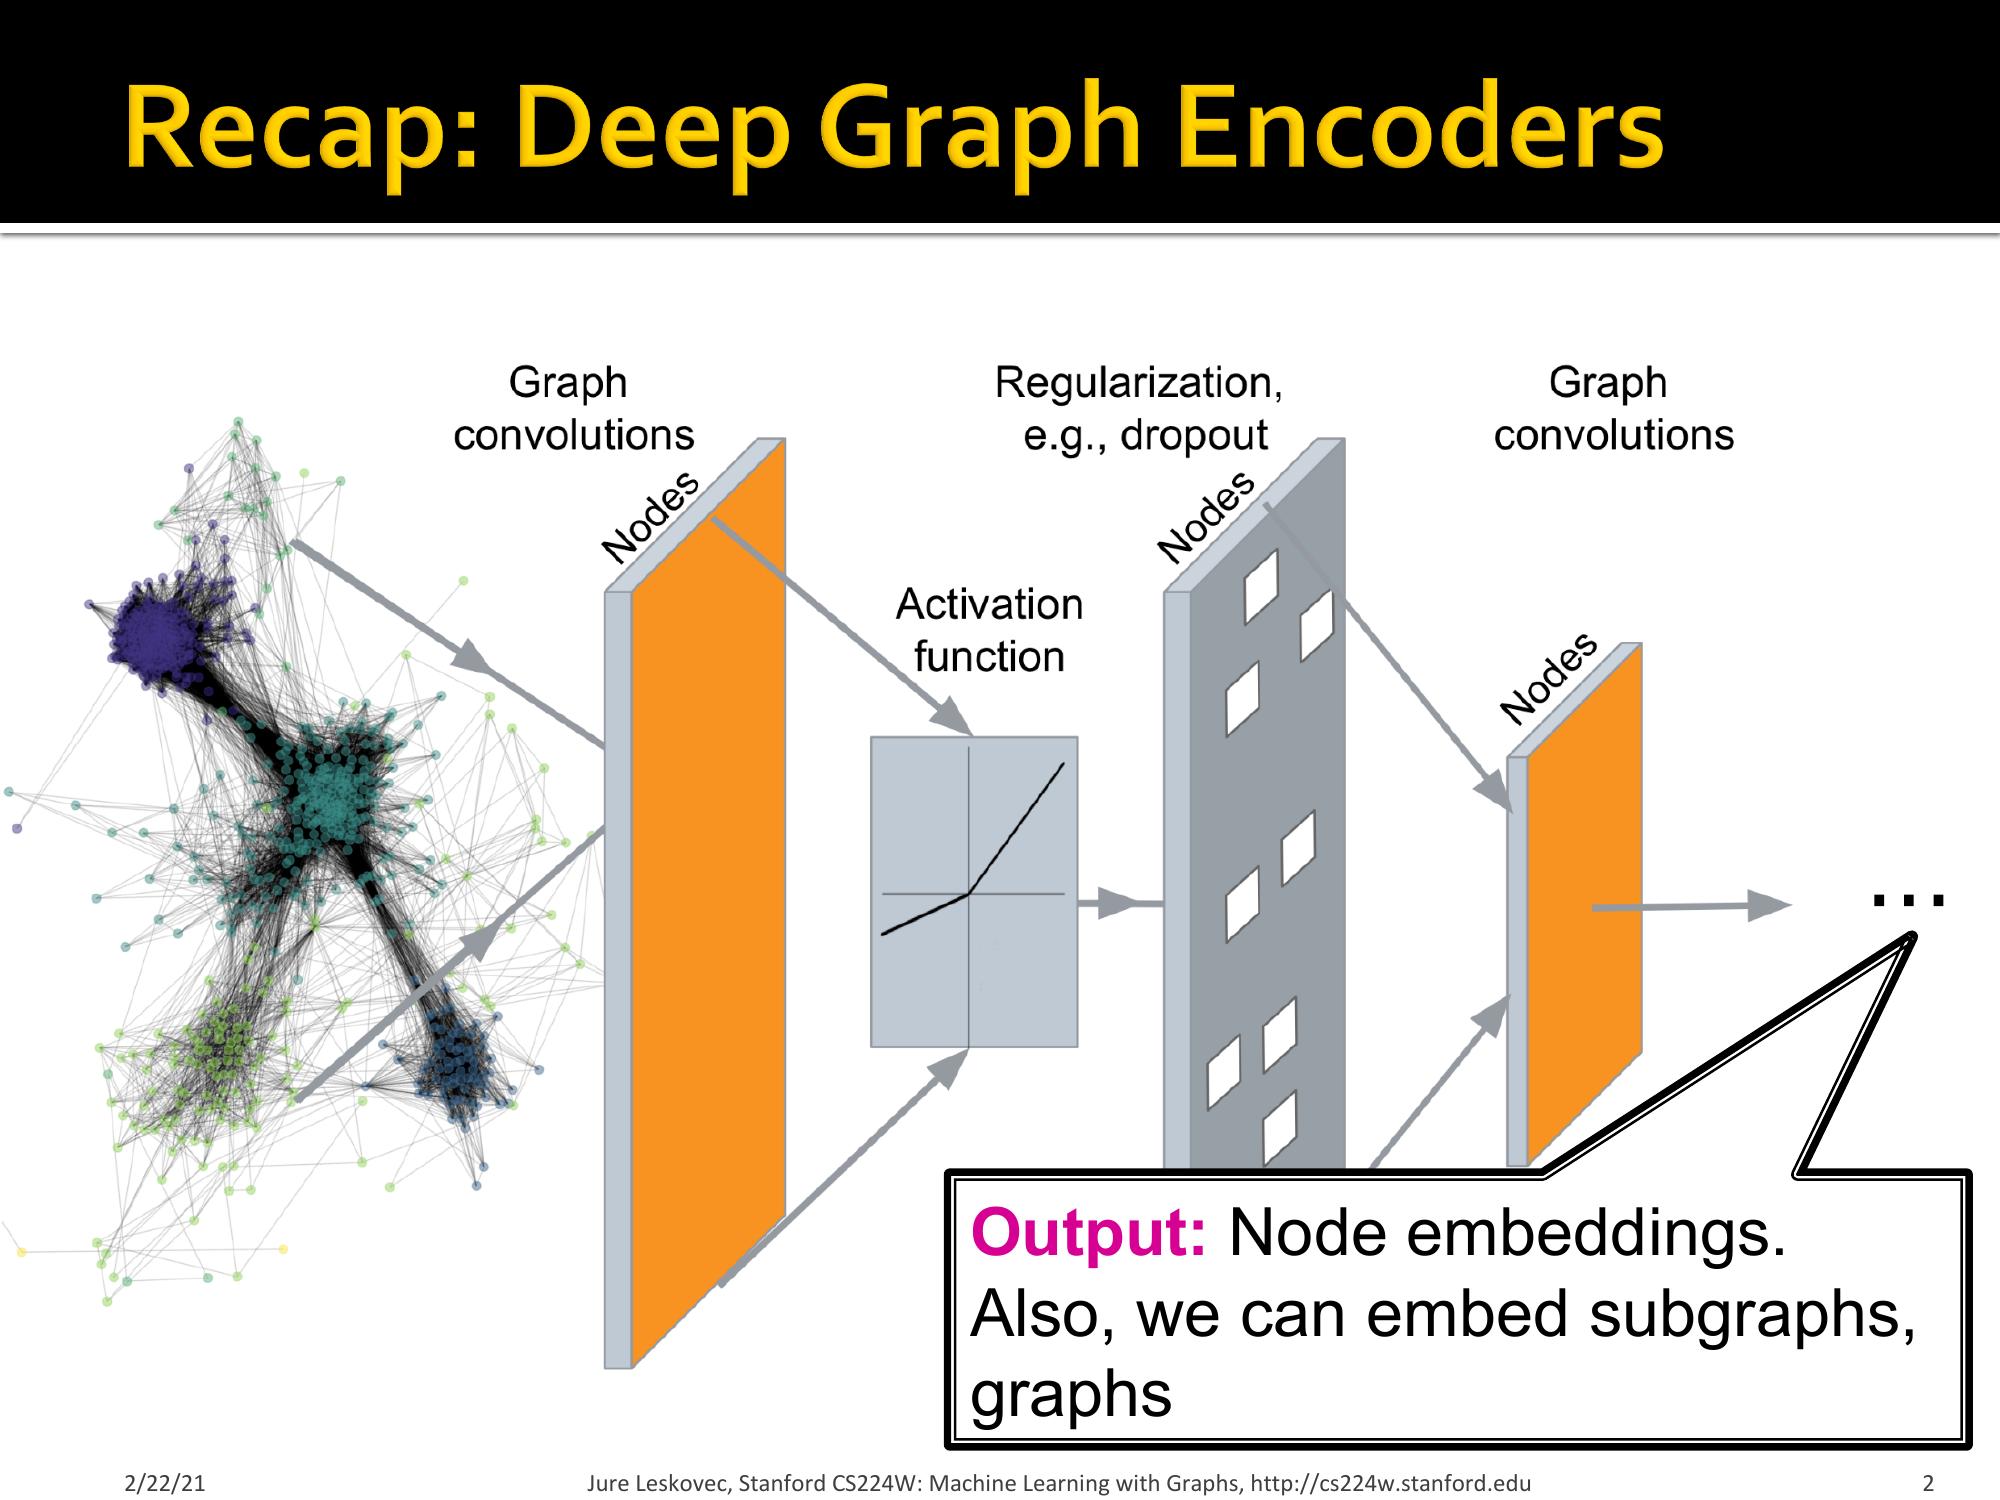 Recap: Deep Graph Encoders
Graph
convolutions
Regularization,
e.g., dropout
Graph
convolutions
Nodes
Nodes
Activation
function
Nodes
...
Output: Node embeddings.
Also, we can embed subgraphs,
graphs
2/22/21
Jure Leskovec, Stanford CS224W: Machine Learning with Graphs, http://cs224w.stanford.edu
2